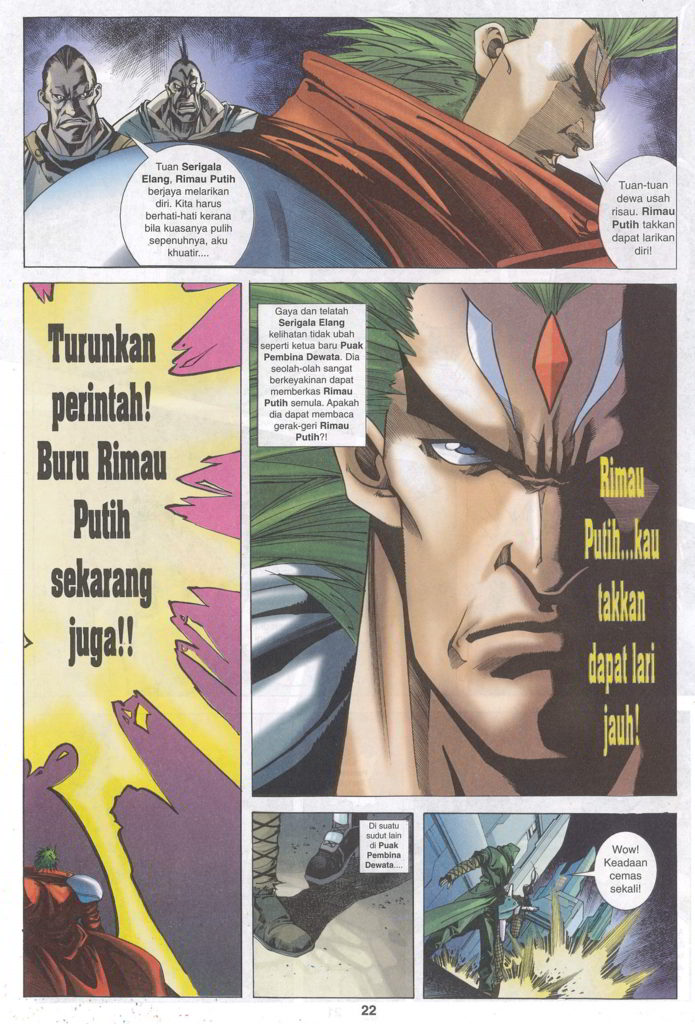 Tuan Serigala
Elang, Rimau Putih
berjaya melarikan
diri. Kita harus
berhati-hati kerana
bila kuasanya pulih
sepenuhnya, aku
khuatir....
Tuan-tuan
dewa usah
risau. Rimau
Putih takkan
dapat larikan
diri!
Turunkan
perintah!
Buru Rimau
Putih
sekarang
juga!!
Gaya dan telatah
Serigala Elang
kelihatan tidak ubah
seperti ketua baru Puak
Pembina Dewata. Dia
seolah-olah sangat
berkeyakinan dapat
memberkas Rimau
Putih semula. Apakah
dia dapat membaca
gerak-geri Rimau
Putih?!
Rimau
Putih...kau
takkan
dapat lari
jauh!
Di suatu
sudut lain
di Puak
Pembina
Dewata....
Wow!
Keadaan
cemas
sekali!
22